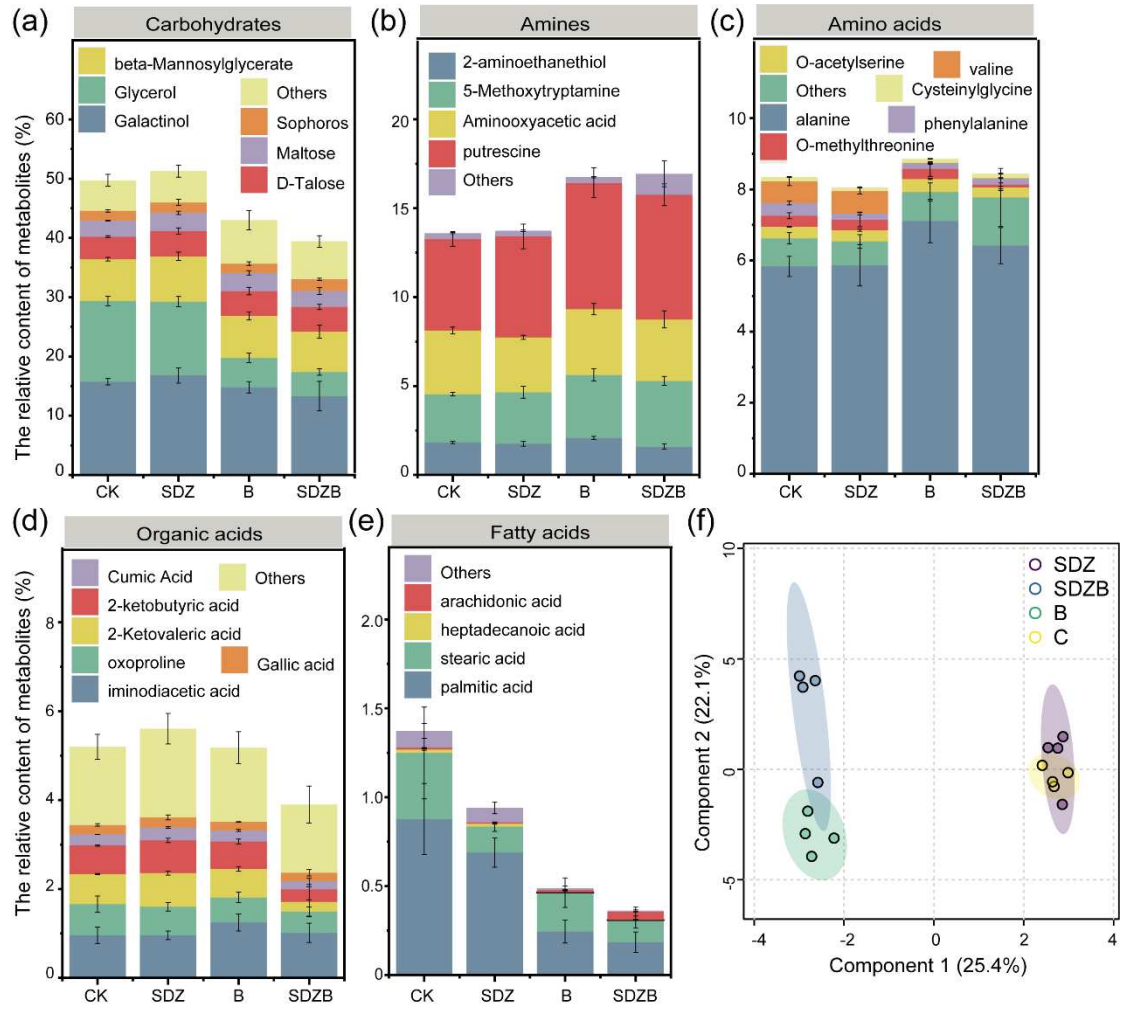 (a)
Carbohydrates
beta-Mannosylglycerate
Glycerol
Galactinol
Others
Sophoros
Maltose
D-Talose
The relative content of metabolites (%)
60
50
40
30
20
10
0
CK
SDZ
B
SDZB
(b)
Amines
2-aminoethanethiol
5-Methoxytryptamine
Aminooxyacetic acid
putrescine
Others
20
15
10
5
0
CK
SDZ
B
SDZB
(c)
Amino acids
O-acetylserine
Others
alanine
O-methylthreonine
valine
Cysteinylglycine
phenylalanine
10
8
6
4
2
0
CK
SDZ
B
SDZB
(d)
Organic acids
Cumic Acid
2-ketobutyric acid
2-Ketovaleric acid
oxoproline
iminodiacetic acid
Others
Gallic acid
The relative content of metabolites (%)
8
6
4
2
0
CK
SDZ
B
SDZB
(e)
Fatty acids
Others
arachidonic acid
heptadecanoic acid
stearic acid
palmitic acid
2.0
1.5
1.0
0.5
0
CK
SDZ
B
SDZB
(f)
SDZ
SDZB
B
C
Component 2 (22.1%)
10
5
0
-5
-4
-2
0
2
4
Component 1 (25.4%)